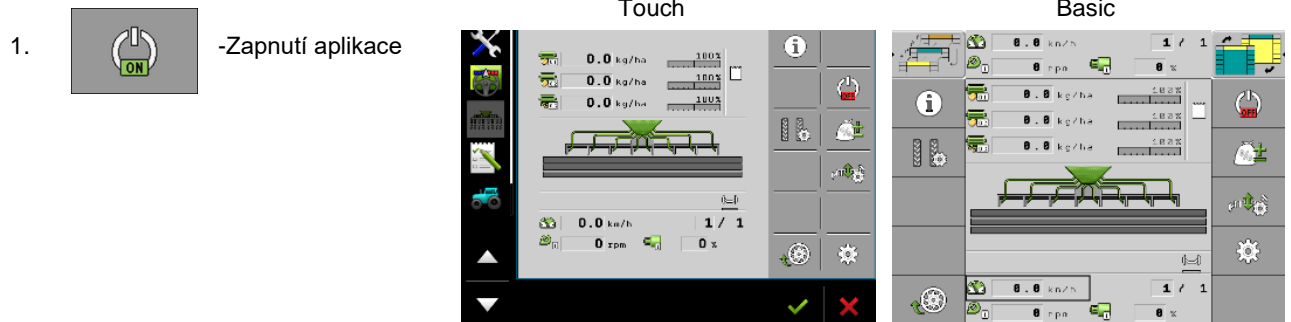 Touch
Basic
1.
ON
-Zapnutí aplikace
0.0 kg/ha 100%
0.0 kg/ha 100%
0.0 kg/ha 100%
OFF
0.0 km/h 1 / 1
0 rpm 0 %
0.0 km/h 1 / 1
0 rpm 0 %
0.0 kg/ha 100%
0.0 kg/ha 100%
0.0 kg/ha 100%
OFF
0.0 km/h 1 / 1
0 rpm 0 %